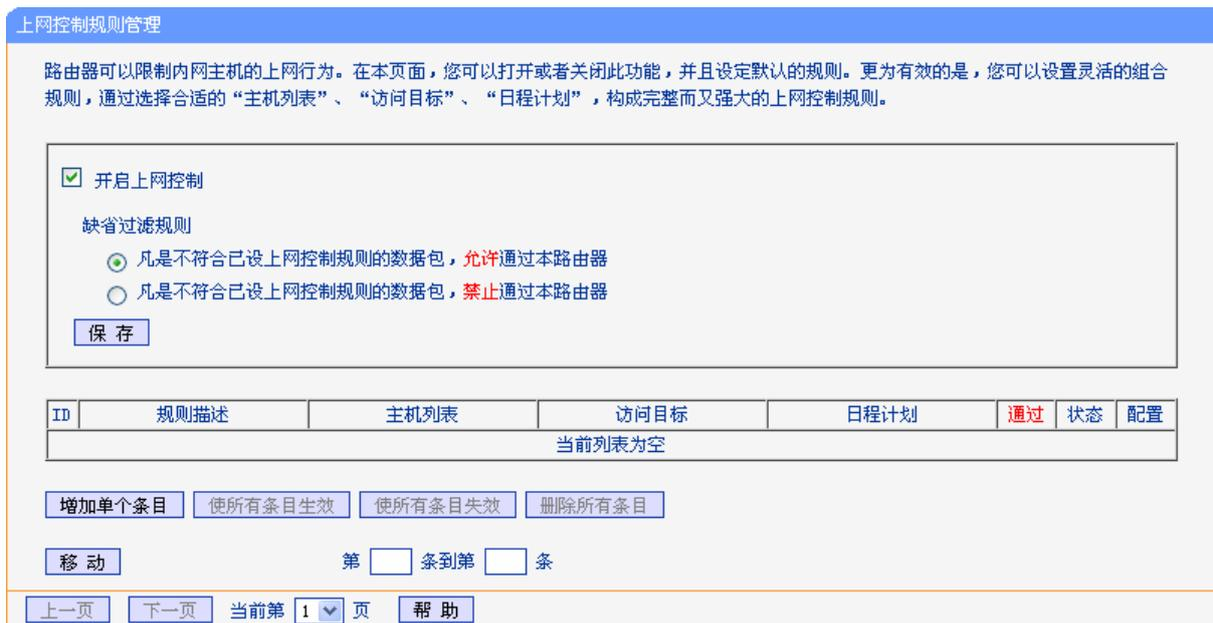 上网控制规则管理
路由器可以限制内网主机的上网行为。在本页面，您可以打开或者关闭此功能，并且设定默认的规则。更为有效的是，您可以设置灵活的组合
规则，通过选择合适的“主机列表”、“访问目标”、“日程计划”，构成完整而又强大的上网控制规则。
开启上网控制
缺省过滤规则
凡是不符合已设上网控制规则的数据包，允许通过本路由器
凡是不符合已设上网控制规则的数据包，禁止通过本路由器
保 存
ID 规则描述 主机列表 访问目标 日程计划 通过 状态 配置
当前列表为空
增加单个条目 使所有条目生效 使所有条目失效 删除所有条目
移 动 第 条到第 条
上一页 下一页 当前第 1 页 帮 助